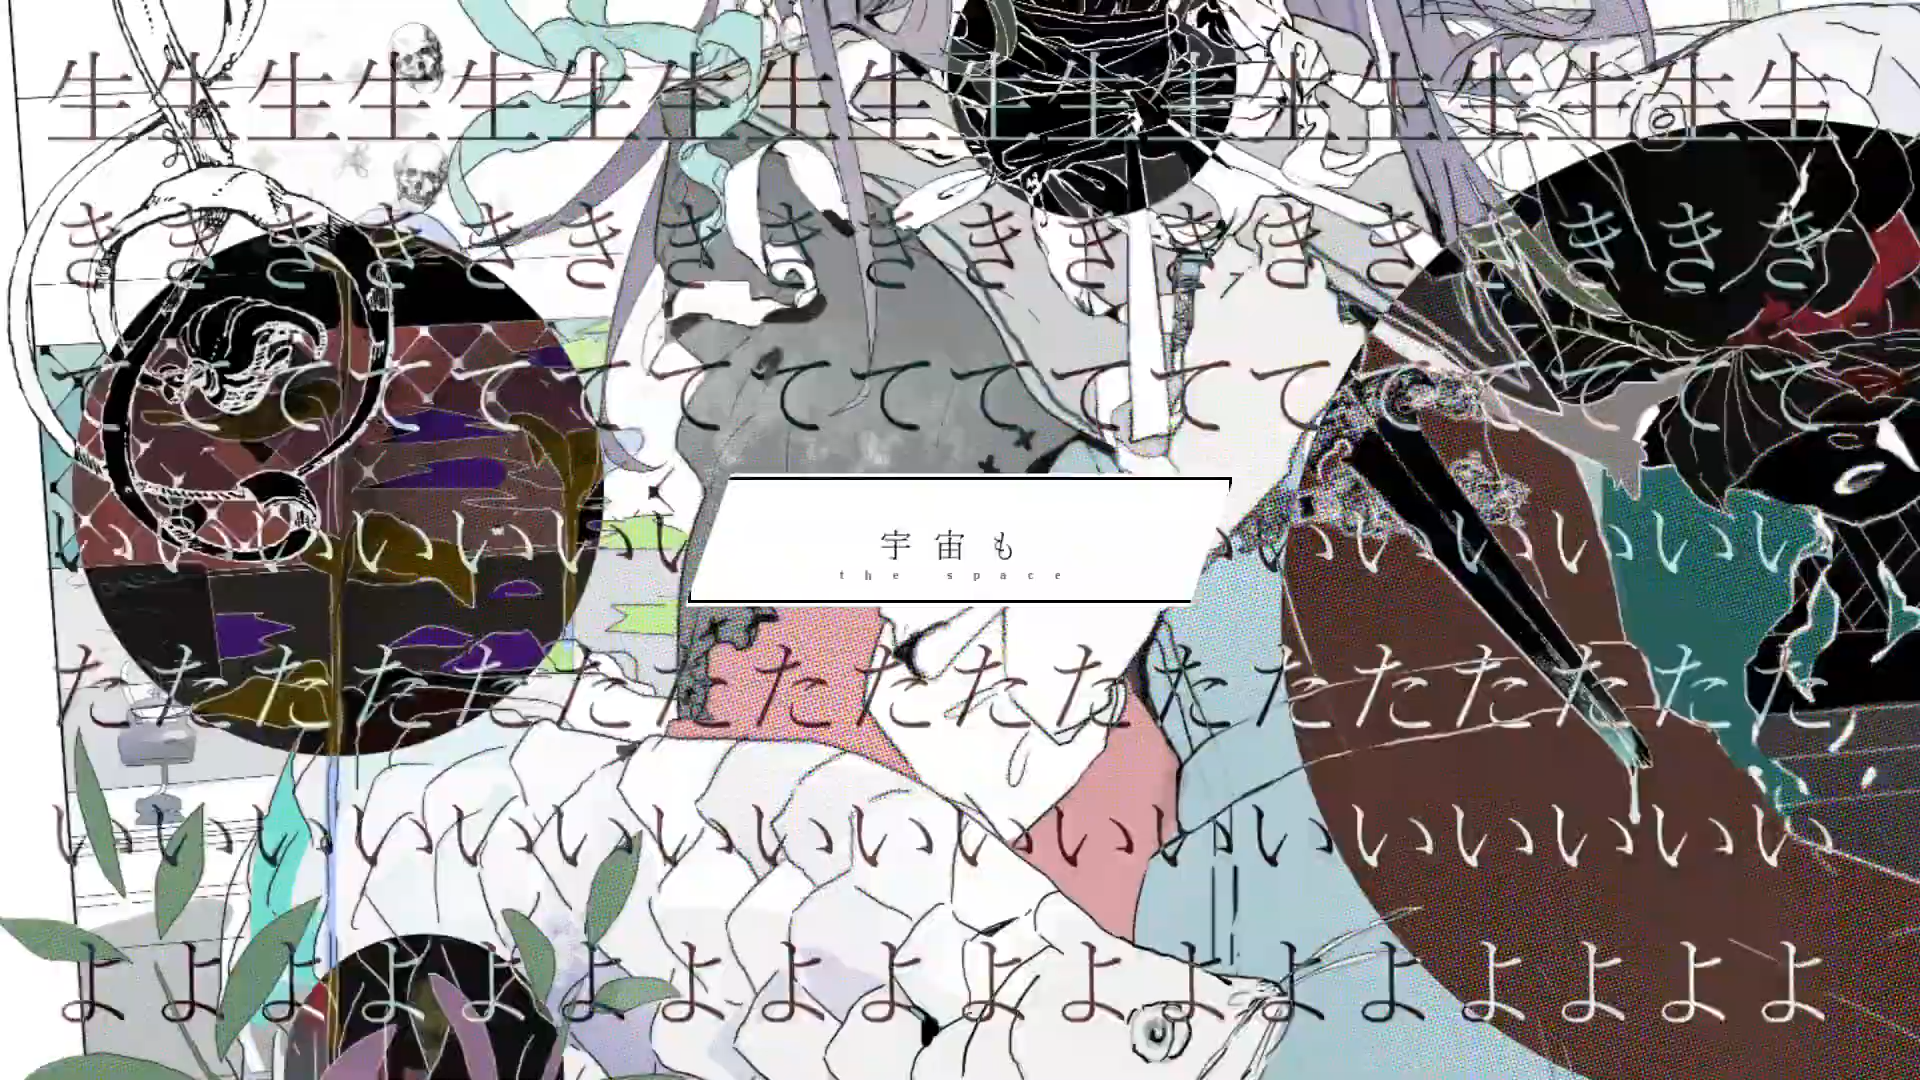 生生生生生生生生生生生生生生生生生生
きききききききききききききききききき
てててててててててててててててててて
いいいいいいい
宇宙も
the space
いいいいいいい
たたたたたたたたたたたたたたたたたた
いいいいいいいいいいいいいいいいいい
よよよよよよよよよよよよよよよよよよ